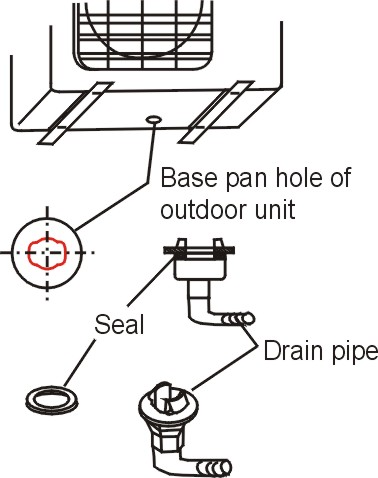 Base pan hole of
outdoor unit
Seal
Drain pipe